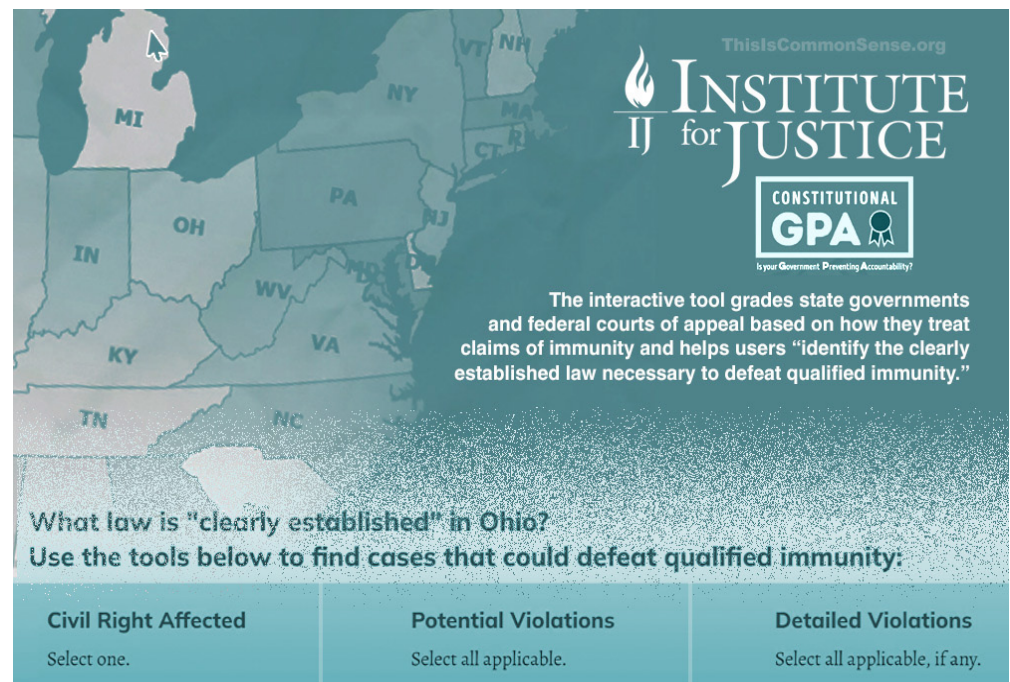 ThisIsCommonSense.org
INSTITUTE
IJ for JUSTICE
CONSTITUTIONAL
GPA
Is your Government Preventing Accountability?
The interactive tool grades state governments
and federal courts of appeal based on how they treat
claims of immunity and helps users “identify the clearly
established law necessary to defeat qualified immunity.”
VT NH
NY
MA
MI
R
CT
PA
NJ
OH
IN
MD D
WV
VA
KY
TN
NC
What law is "clearly established" in Ohio?
Use the tools below to find cases that could defeat qualified immunity:
Civil Right Affected
Select one.
Potential Violations
Select all applicable.
Detailed Violations
Select all applicable, if any.